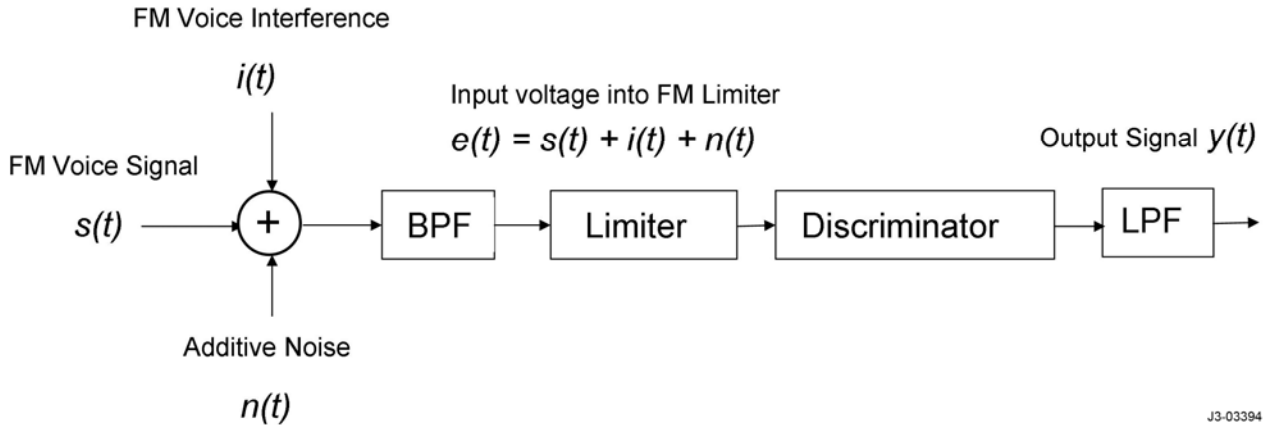 FM Voice Interference
i(t)
Input voltage into FM Limiter
e(t) = s(t) + i(t) + n(t)
Output Signal y(t)
FM Voice Signal
s(t)
+
BPF
Limiter
Discriminator
LPF
Additive Noise
n(t)
J3-03394